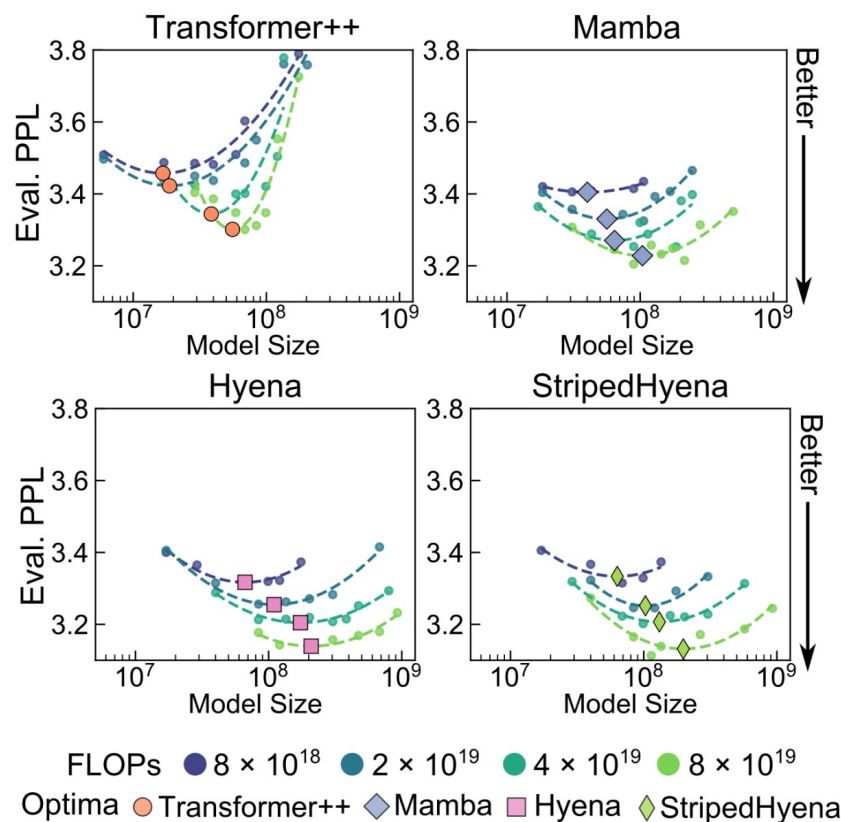 Transformer++
Mamba
3.8
3.6
3.4
3.2
Eval. PPL
10⁷
10⁸
10⁹
Model Size
3.8
3.6
3.4
3.2
10⁷
10⁸
10⁹
Model Size
Better
Hyena
StripedHyena
3.8
3.6
3.4
3.2
Eval. PPL
10⁷
10⁸
10⁹
Model Size
3.8
3.6
3.4
3.2
10⁷
10⁸
10⁹
Model Size
Better
FLOPs 8 × 10¹⁸ 2 × 10¹⁹ 4 × 10¹⁹ 8 × 10¹⁹
Optima Transformer++ Mamba Hyena StripedHyena